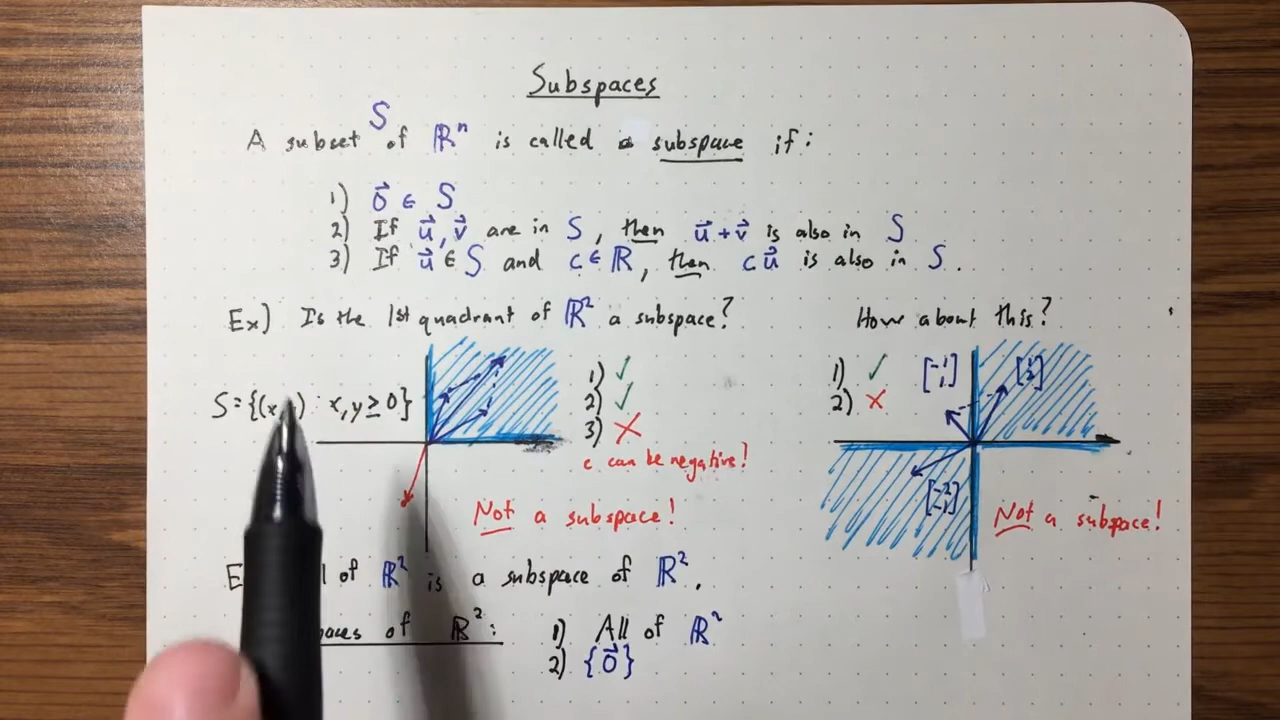 Subspaces
A subset S of ℝⁿ is called a subspace if:
1) 0⃗ ∈ S
2) If u⃗, v⃗ are in S, then u⃗ + v⃗ is also in S
3) If u⃗ ∈ S and c ∈ ℝ, then cu⃗ is also in S.
Ex) Is the 1st quadrant of ℝ² a subspace?
S = {(x, ) : x, y ≥ 0}
1) ✓
2) ✓
3) ✗
c can be negative!
Not a subspace!
How about this?
1) ✓
2) ✗
[-1 1]
[1 2]
[-2 -1]
Not a subspace!
of ℝ² is a subspace of ℝ².
of ℝ²:
1) All of ℝ²
2) {0⃗}